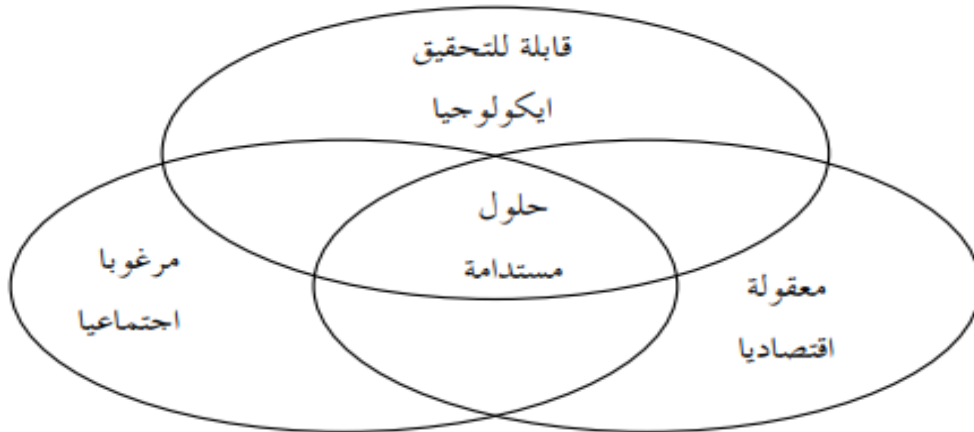 قابلة للتحقيق
ايكولوجيا
حلول
مستدامة
معقولة
اقتصاديا
مرغوبا
اجتماعيا